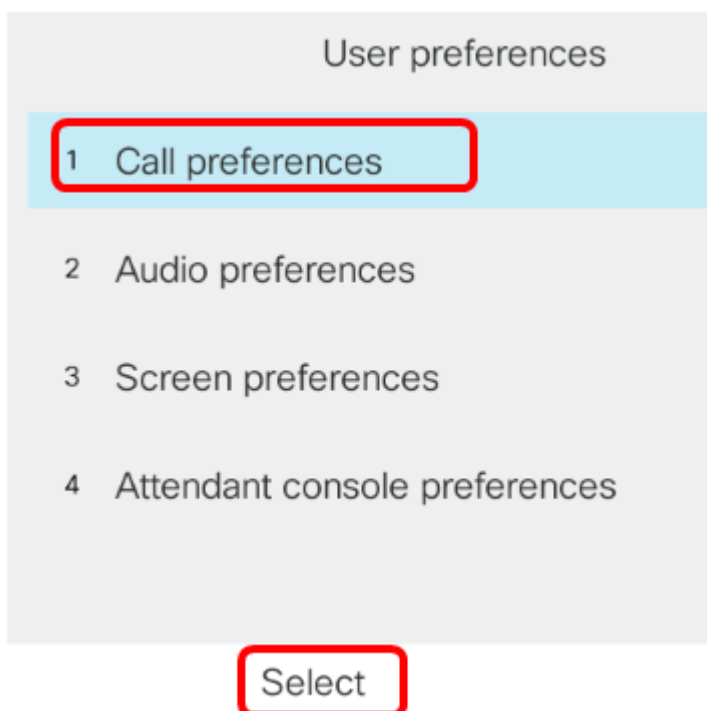 User preferences
1 Call preferences
2 Audio preferences
3 Screen preferences
4 Attendant console preferences
Select